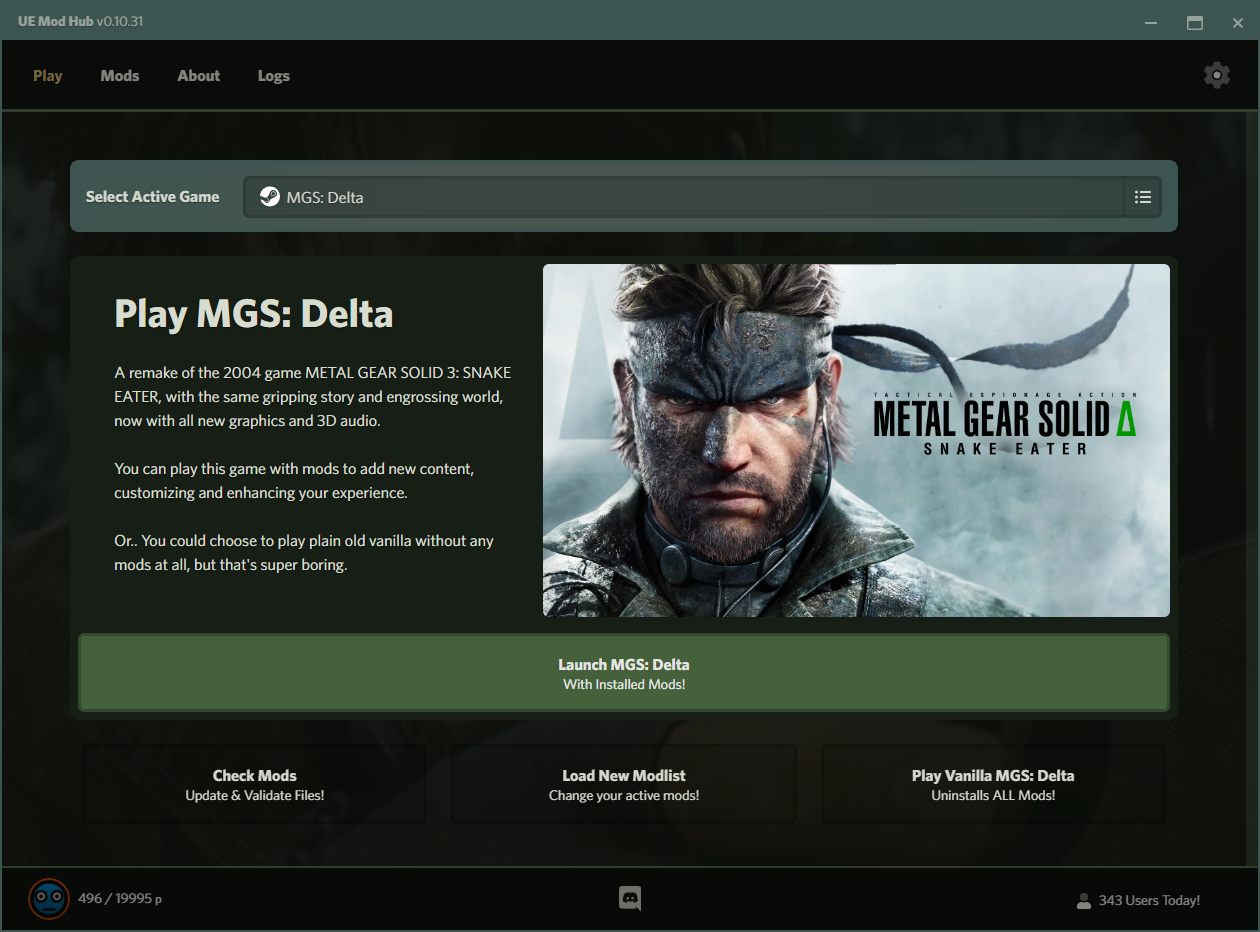 UE Mod Hub v0.10.31
Play Mods About Logs
Select Active Game
MGS: Delta
Play MGS: Delta
A remake of the 2004 game METAL GEAR SOLID 3: SNAKE
EATER, with the same gripping story and engrossing world,
now with all new graphics and 3D audio.
You can play this game with mods to add new content,
customizing and enhancing your experience.
Or.. You could choose to play plain old vanilla without any
mods at all, but that's super boring.
TACTICAL ESPIONAGE ACTION
METAL GEAR SOLID Δ
SNAKE EATER
Launch MGS: Delta
With Installed Mods!
Check Mods
Update & Validate Files!
Load New Modlist
Change your active mods!
Play Vanilla MGS: Delta
Uninstalls ALL Mods!
496 / 19995 p
343 Users Today!